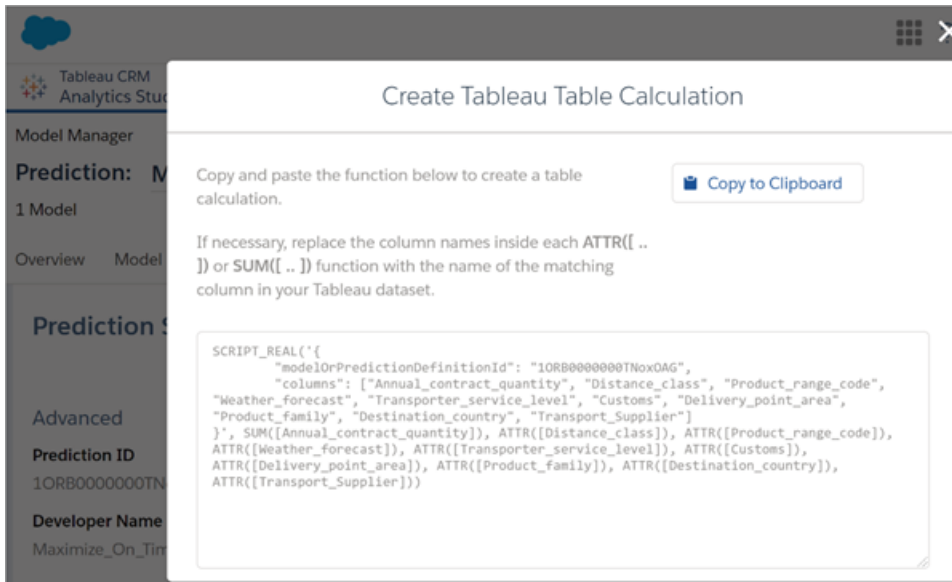 Tableau CRM
Analytics Stud
Create Tableau Table Calculation
Model Manager
Prediction: M
1 Model
Overview Model
Copy and paste the function below to create a table
calculation.
Copy to Clipboard
If necessary, replace the column names inside each ATTR([ ..
]) or SUM([ .. ]) function with the name of the matching
column in your Tableau dataset.
Prediction S
SCRIPT_REAL('{
"modelOrPredictionDefinitionId": "1ORB0000000TNoxOAG",
"columns": ["Annual_contract_quantity", "Distance_class", "Product_range_code",
"Weather_forecast", "Transporter_service_level", "Customs", "Delivery_point_area",
"Product_family", "Destination_country", "Transport_Supplier"]
}', SUM([Annual_contract_quantity]), ATTR([Distance_class]), ATTR([Product_range_code]),
ATTR([Weather_forecast]), ATTR([Transporter_service_level]), ATTR([Customs]),
ATTR([Delivery_point_area]), ATTR([Product_family]), ATTR([Destination_country]),
ATTR([Transport_Supplier]))
Advanced
Prediction ID
1ORB0000000TN
Developer Name
Maximize_On_Tim